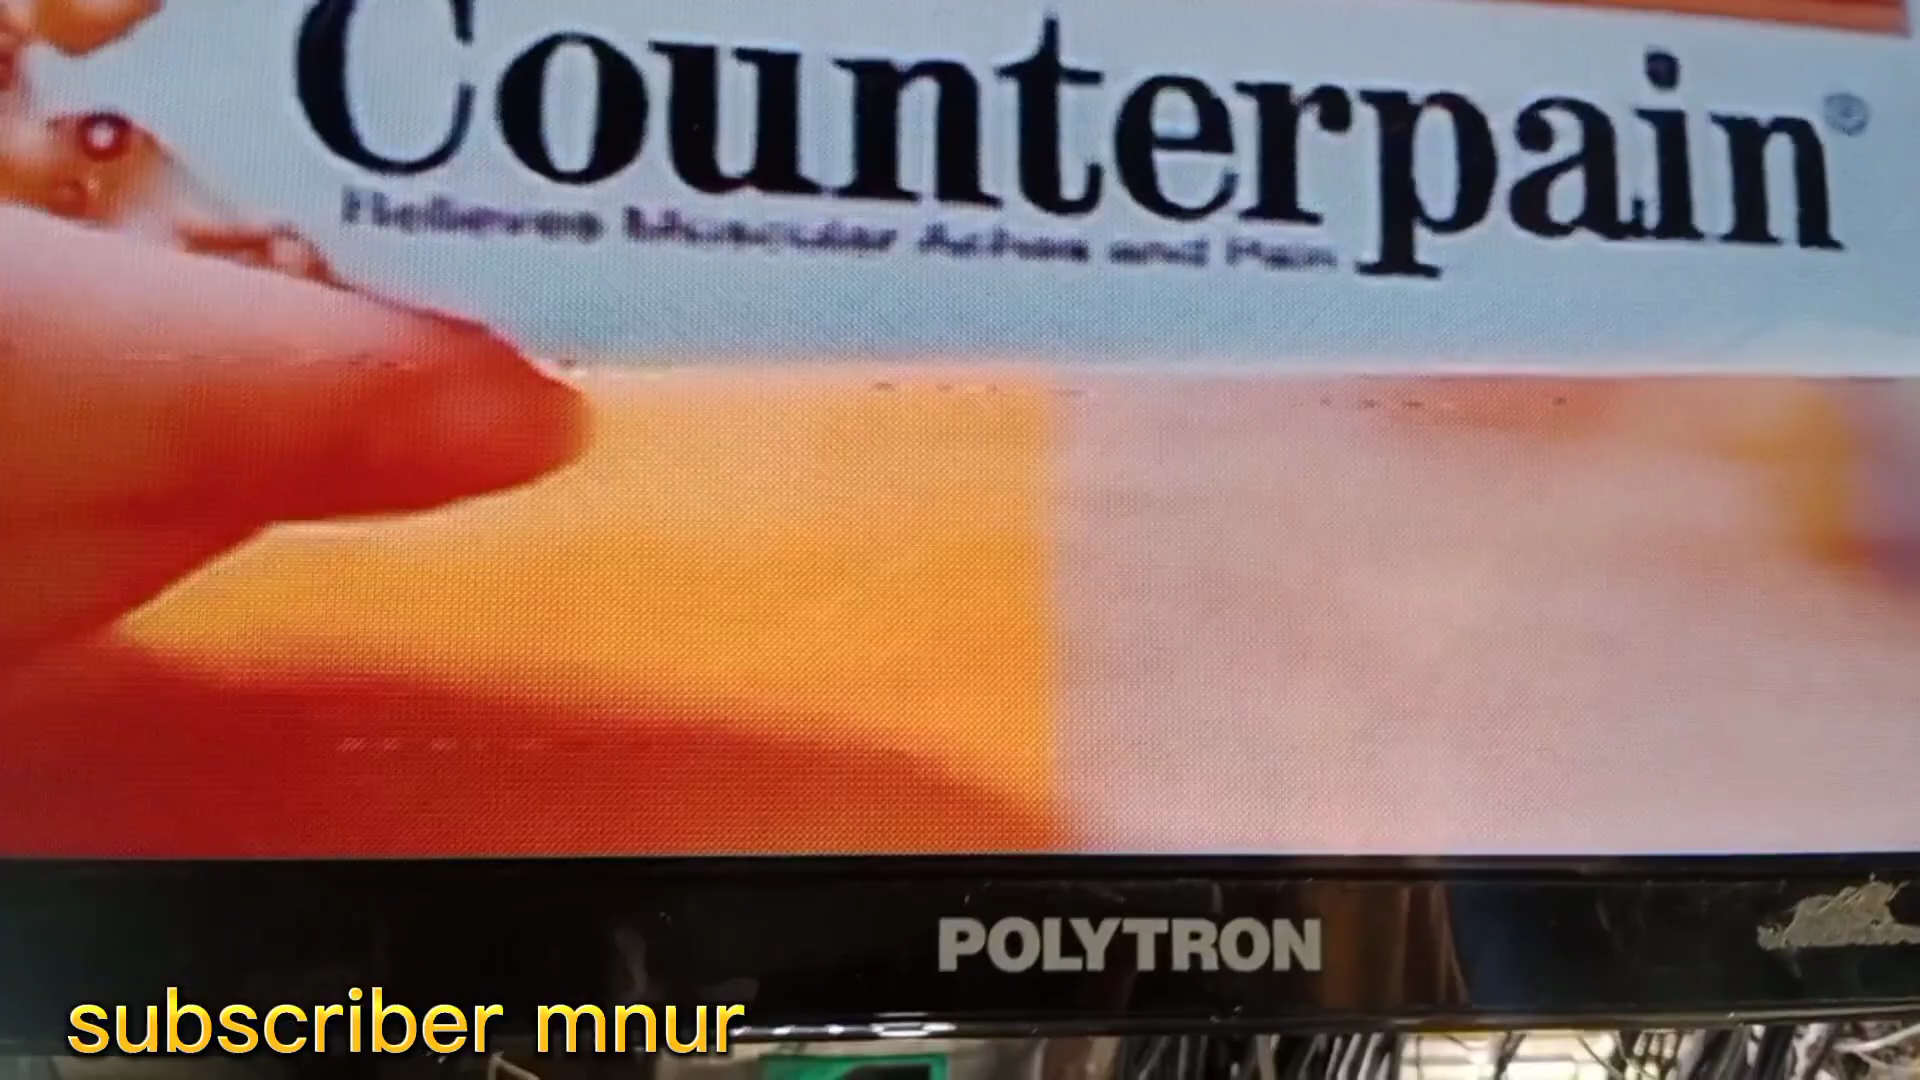 Counterpain®
Relieves Muscular Aches and Pain
POLYTRON
subscriber mnur